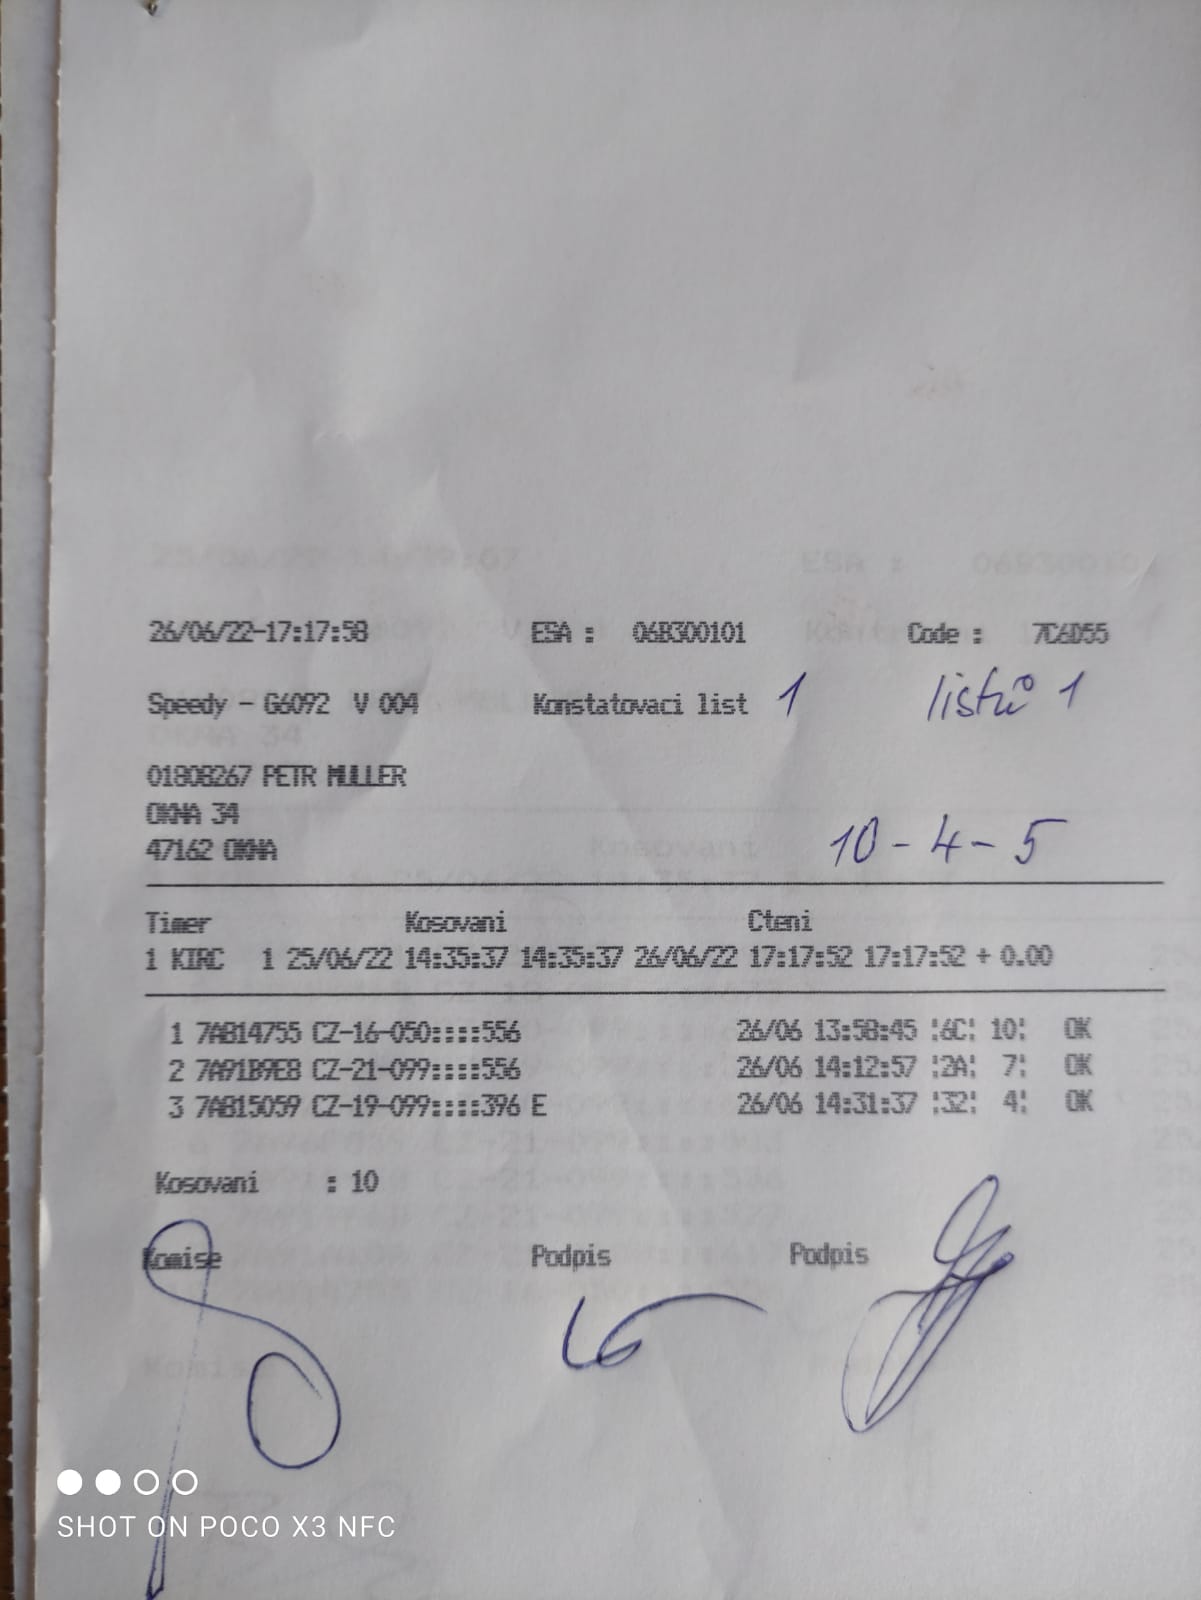 26/06/22-17:17:58 ESA : 06B300101 Code : 7C6D55
Speedy - G6092 V 004 Konstatovaci list 1 listů 1
01808267 PETR MULLER
OKNA 34
47162 OKNA 10-4-5
Timer Kosovani Cteni
1 KIRC 1 25/06/22 14:35:37 14:35:37 26/06/22 17:17:52 17:17:52 + 0.00
1 7AB14755 CZ-16-050::::556 26/06 13:58:45 ¦6C¦ 10¦ OK
2 7A91B9E8 CZ-21-099::::556 26/06 14:12:57 ¦2A¦ 7¦ OK
3 7AB15059 CZ-19-099::::396 E 26/06 14:31:37 ¦32¦ 4¦ OK
Kosovani : 10
Komise Podpis Podpis
SHOT ON POCO X3 NFC